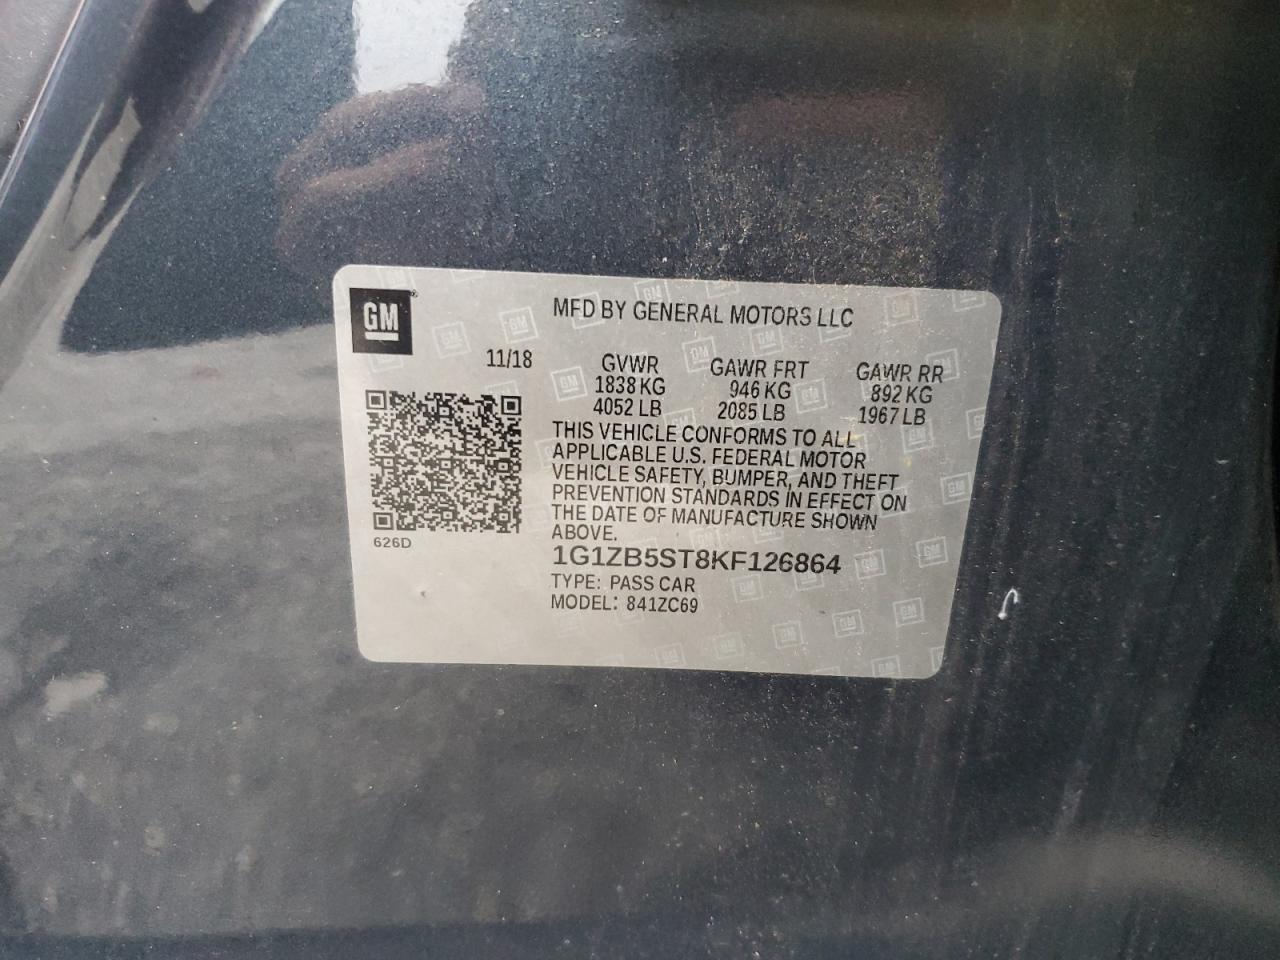 GM
MFD BY GENERAL MOTORS LLC
11/18
GVWR GAWR FRT GAWR RR
1838 KG 946 KG 892 KG
4052 LB 2085 LB 1967 LB
THIS VEHICLE CONFORMS TO ALL
APPLICABLE U.S. FEDERAL MOTOR
VEHICLE SAFETY, BUMPER, AND THEFT
PREVENTION STANDARDS IN EFFECT ON
THE DATE OF MANUFACTURE SHOWN
ABOVE.
626D
1G1ZB5ST8KF126864
TYPE: PASS CAR
MODEL: 841ZC69